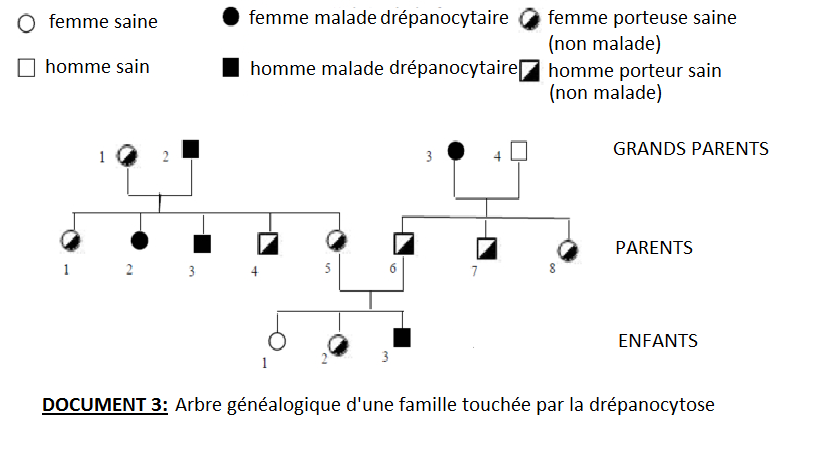 femme saine
femme malade drépanocytaire
femme porteuse saine
(non malade)
homme sain
homme malade drépanocytaire
homme porteur sain
(non malade)
1 2 3 4 GRANDS PARENTS
1 2 3 4 5 6 7 8 PARENTS
1 2 3 ENFANTS
DOCUMENT 3: Arbre généalogique d'une famille touchée par la drépanocytose